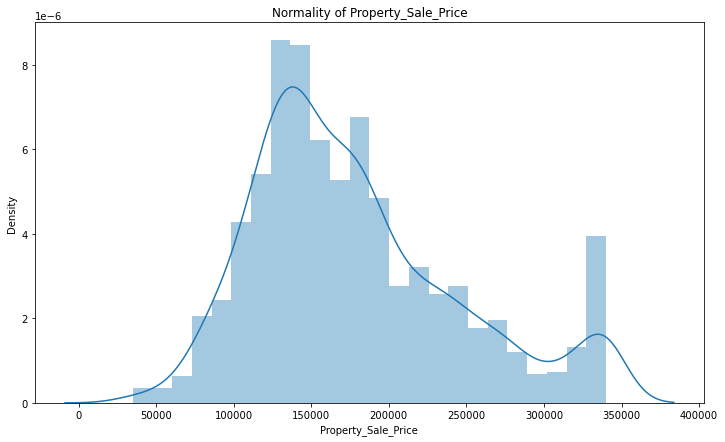 Normality of Property_Sale_Price
1e−6
8
6
4
2
0
Density
0 50000 100000 150000 200000 250000 300000 350000 400000
Property_Sale_Price